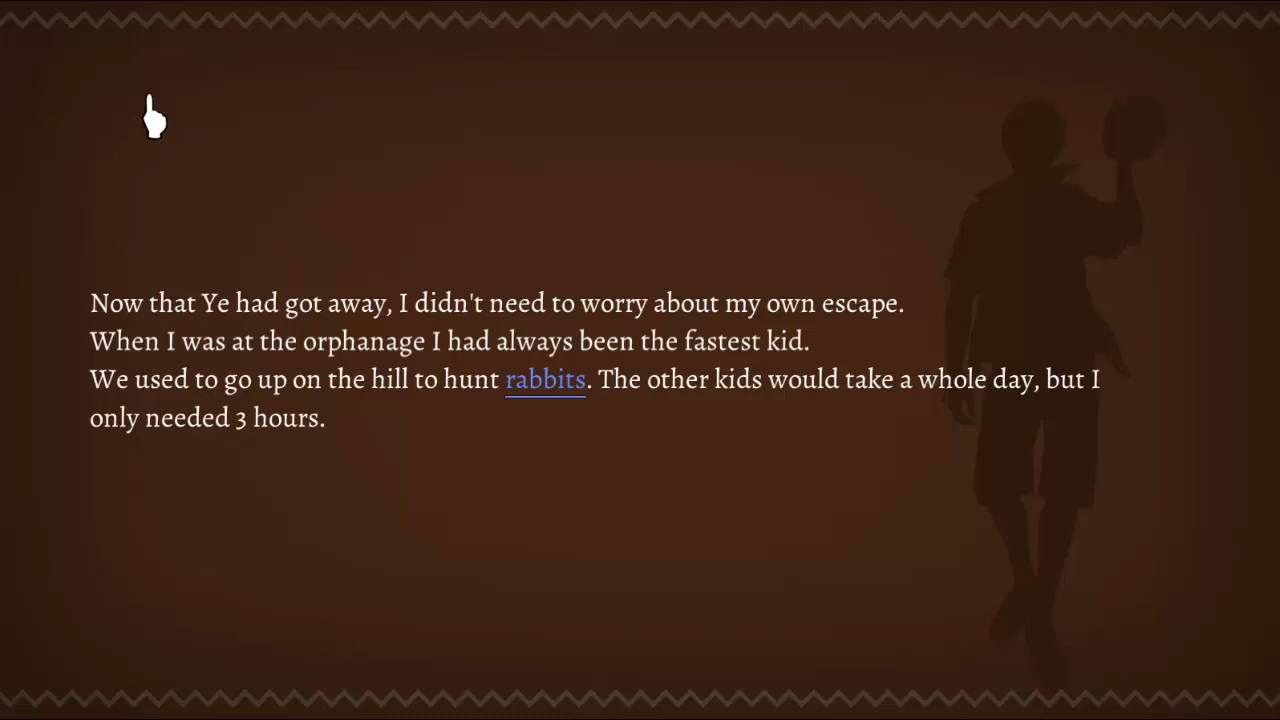 Now that Ye had got away, I didn't need to worry about my own escape.
When I was at the orphanage I had always been the fastest kid.
We used to go up on the hill to hunt rabbits. The other kids would take a whole day, but I
only needed 3 hours.